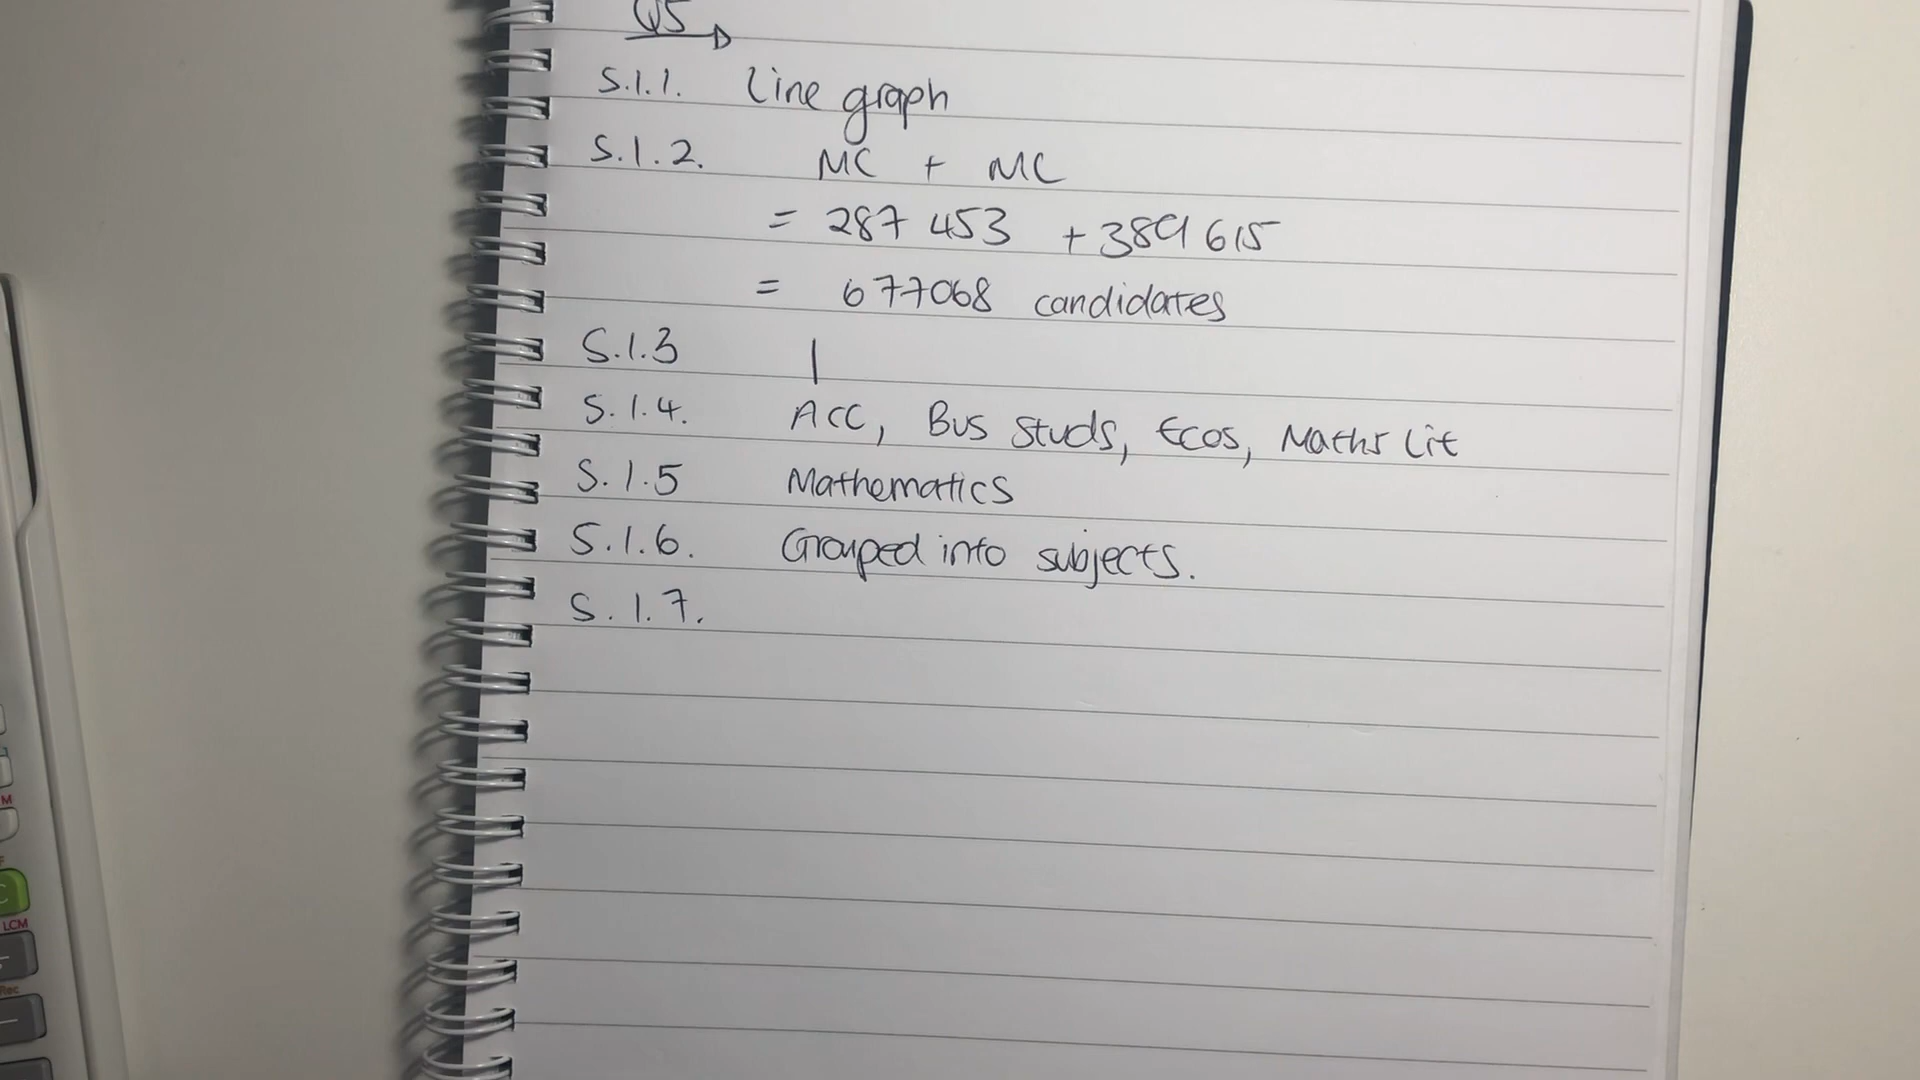 Q5
5.1.1. Line graph
5.1.2. MC + MC
= 287 453 + 389 615
= 677068 candidates
5.1.3 1
5.1.4. Acc, Bus Studs, Ecos, Maths Lit
5.1.5 Mathematics
5.1.6. Grouped into subjects.
5.1.7.
M
F
C
LCM
Rec